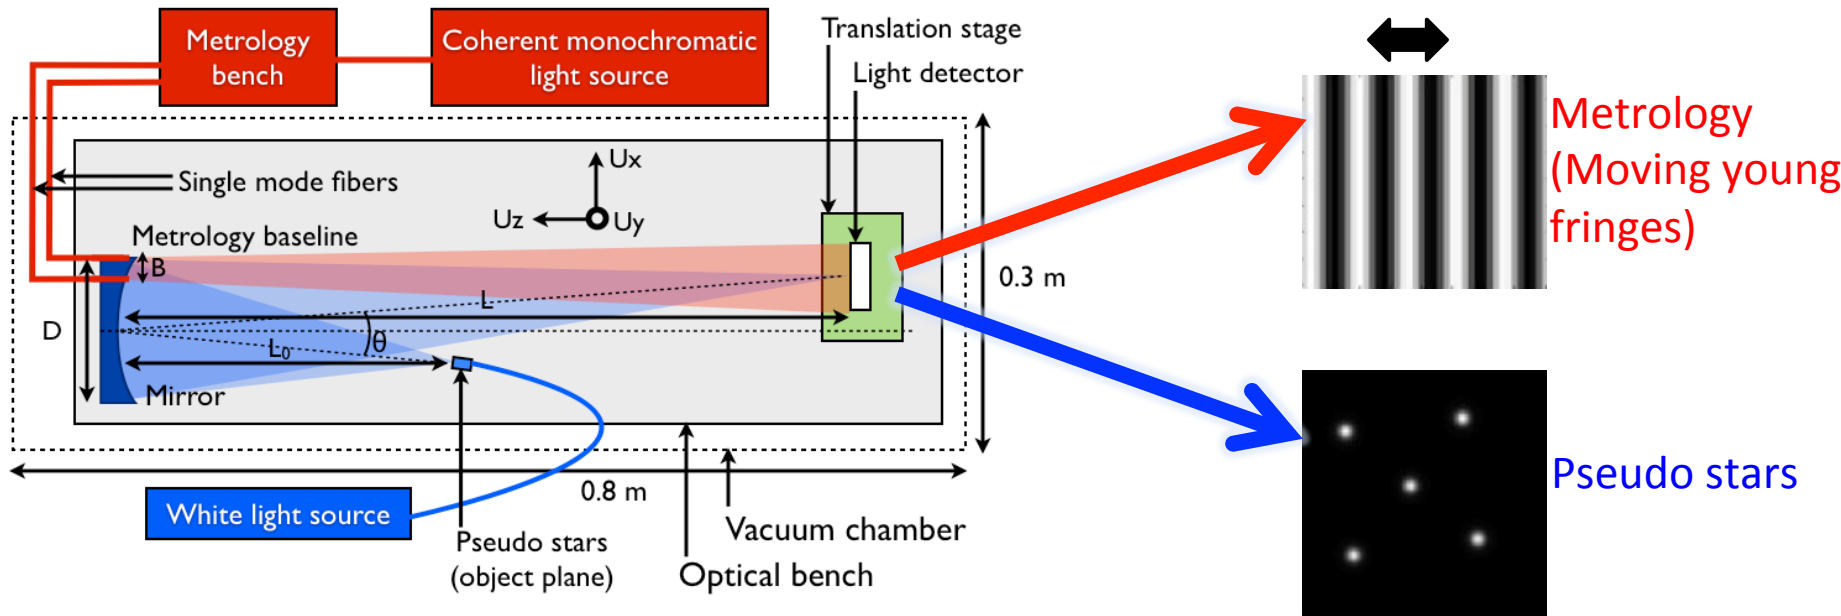 Metrology
bench
Coherent monochromatic
light source
Translation stage
Light detector
Single mode fibers
Ux
Uz
Uy
Metrology baseline
B
L
D
θ
L₀
Mirror
0.3 m
0.8 m
White light source
Pseudo stars
(object plane)
Vacuum chamber
Optical bench
Metrology
(Moving young
fringes)
Pseudo stars